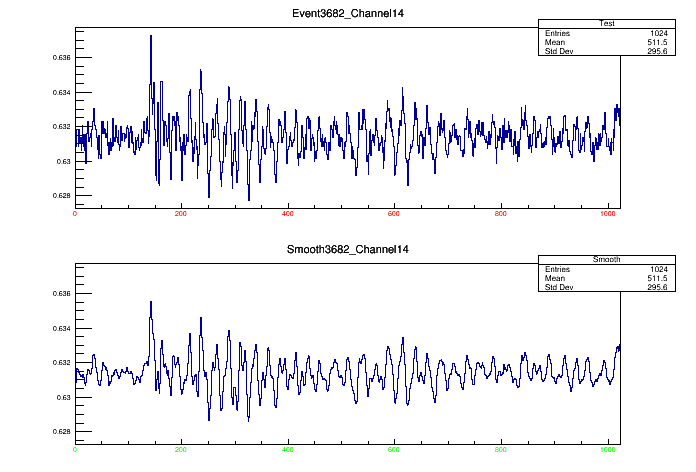 Event3682_Channel14
Test
Entries 1024
Mean 511.5
Std Dev 295.6
0.636
0.634
0.632
0.63
0.628
0 200 400 600 800 1000
Smooth3682_Channel14
Smooth
Entries 1024
Mean 511.5
Std Dev 295.6
0.636
0.634
0.632
0.63
0.628
0 200 400 600 800 1000